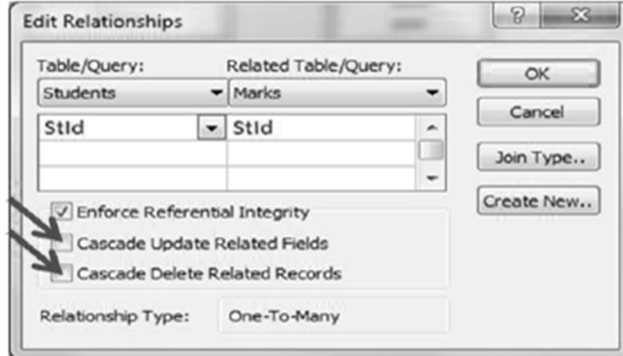 Edit Relationships
Table/Query: Related Table/Query:
Students Marks
StId StId
Enforce Referential Integrity
Cascade Update Related Fields
Cascade Delete Related Records
Relationship Type: One-To-Many
OK
Cancel
Join Type..
Create New..